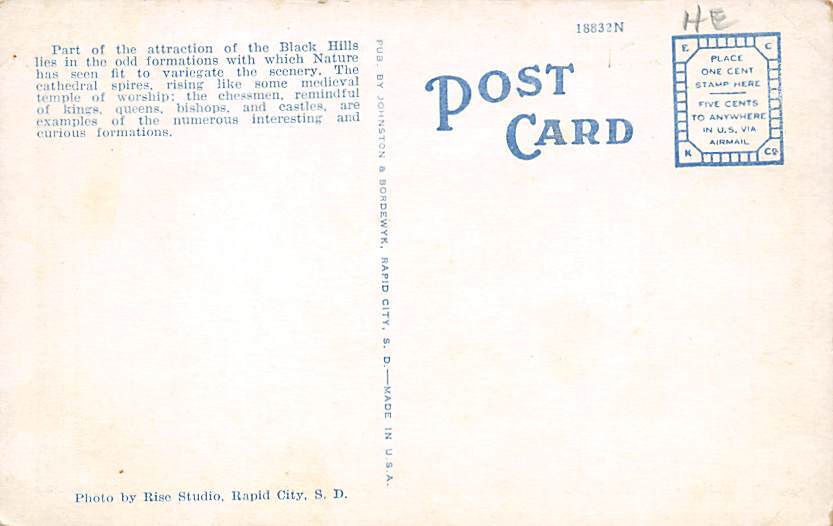 Part of the attraction of the Black Hills
lies in the odd formations with which Nature
has seen fit to variegate the scenery. The
cathedral spires, rising like some medieval
temple of worship; the chessmen, remindful
of kings, queens, bishops, and castles, are
examples of the numerous interesting and
curious formations.
Photo by Rise Studio, Rapid City, S. D.
PUB. BY JOHNSTON & BORDEWYK, RAPID CITY, S. D.—MADE IN U.S.A.
18832N
POST
CARD
HE
E. C
PLACE
ONE CENT
STAMP HERE
FIVE CENTS
TO ANYWHERE
IN U.S. VIA
AIRMAIL
K Co